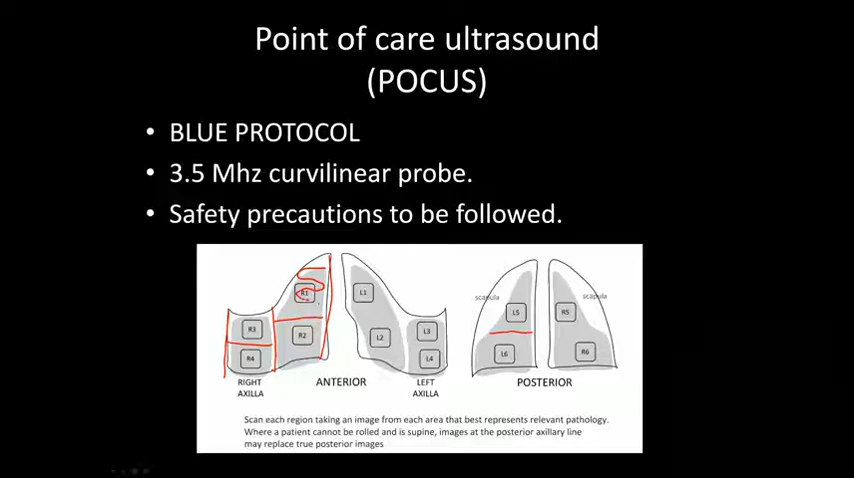 Point of care ultrasound
(POCUS)
• BLUE PROTOCOL
• 3.5 Mhz curvilinear probe.
• Safety precautions to be followed.
R1
L1
scapula
scapula
L5
R5
R3
R2
L2
L3
R4
L4
L6
R6
RIGHT
AXILLA
ANTERIOR
LEFT
AXILLA
POSTERIOR
Scan each region taking an image from each area that best represents relevant pathology.
Where a patient cannot be rolled and is supine, images at the posterior axillary line
may replace true posterior images